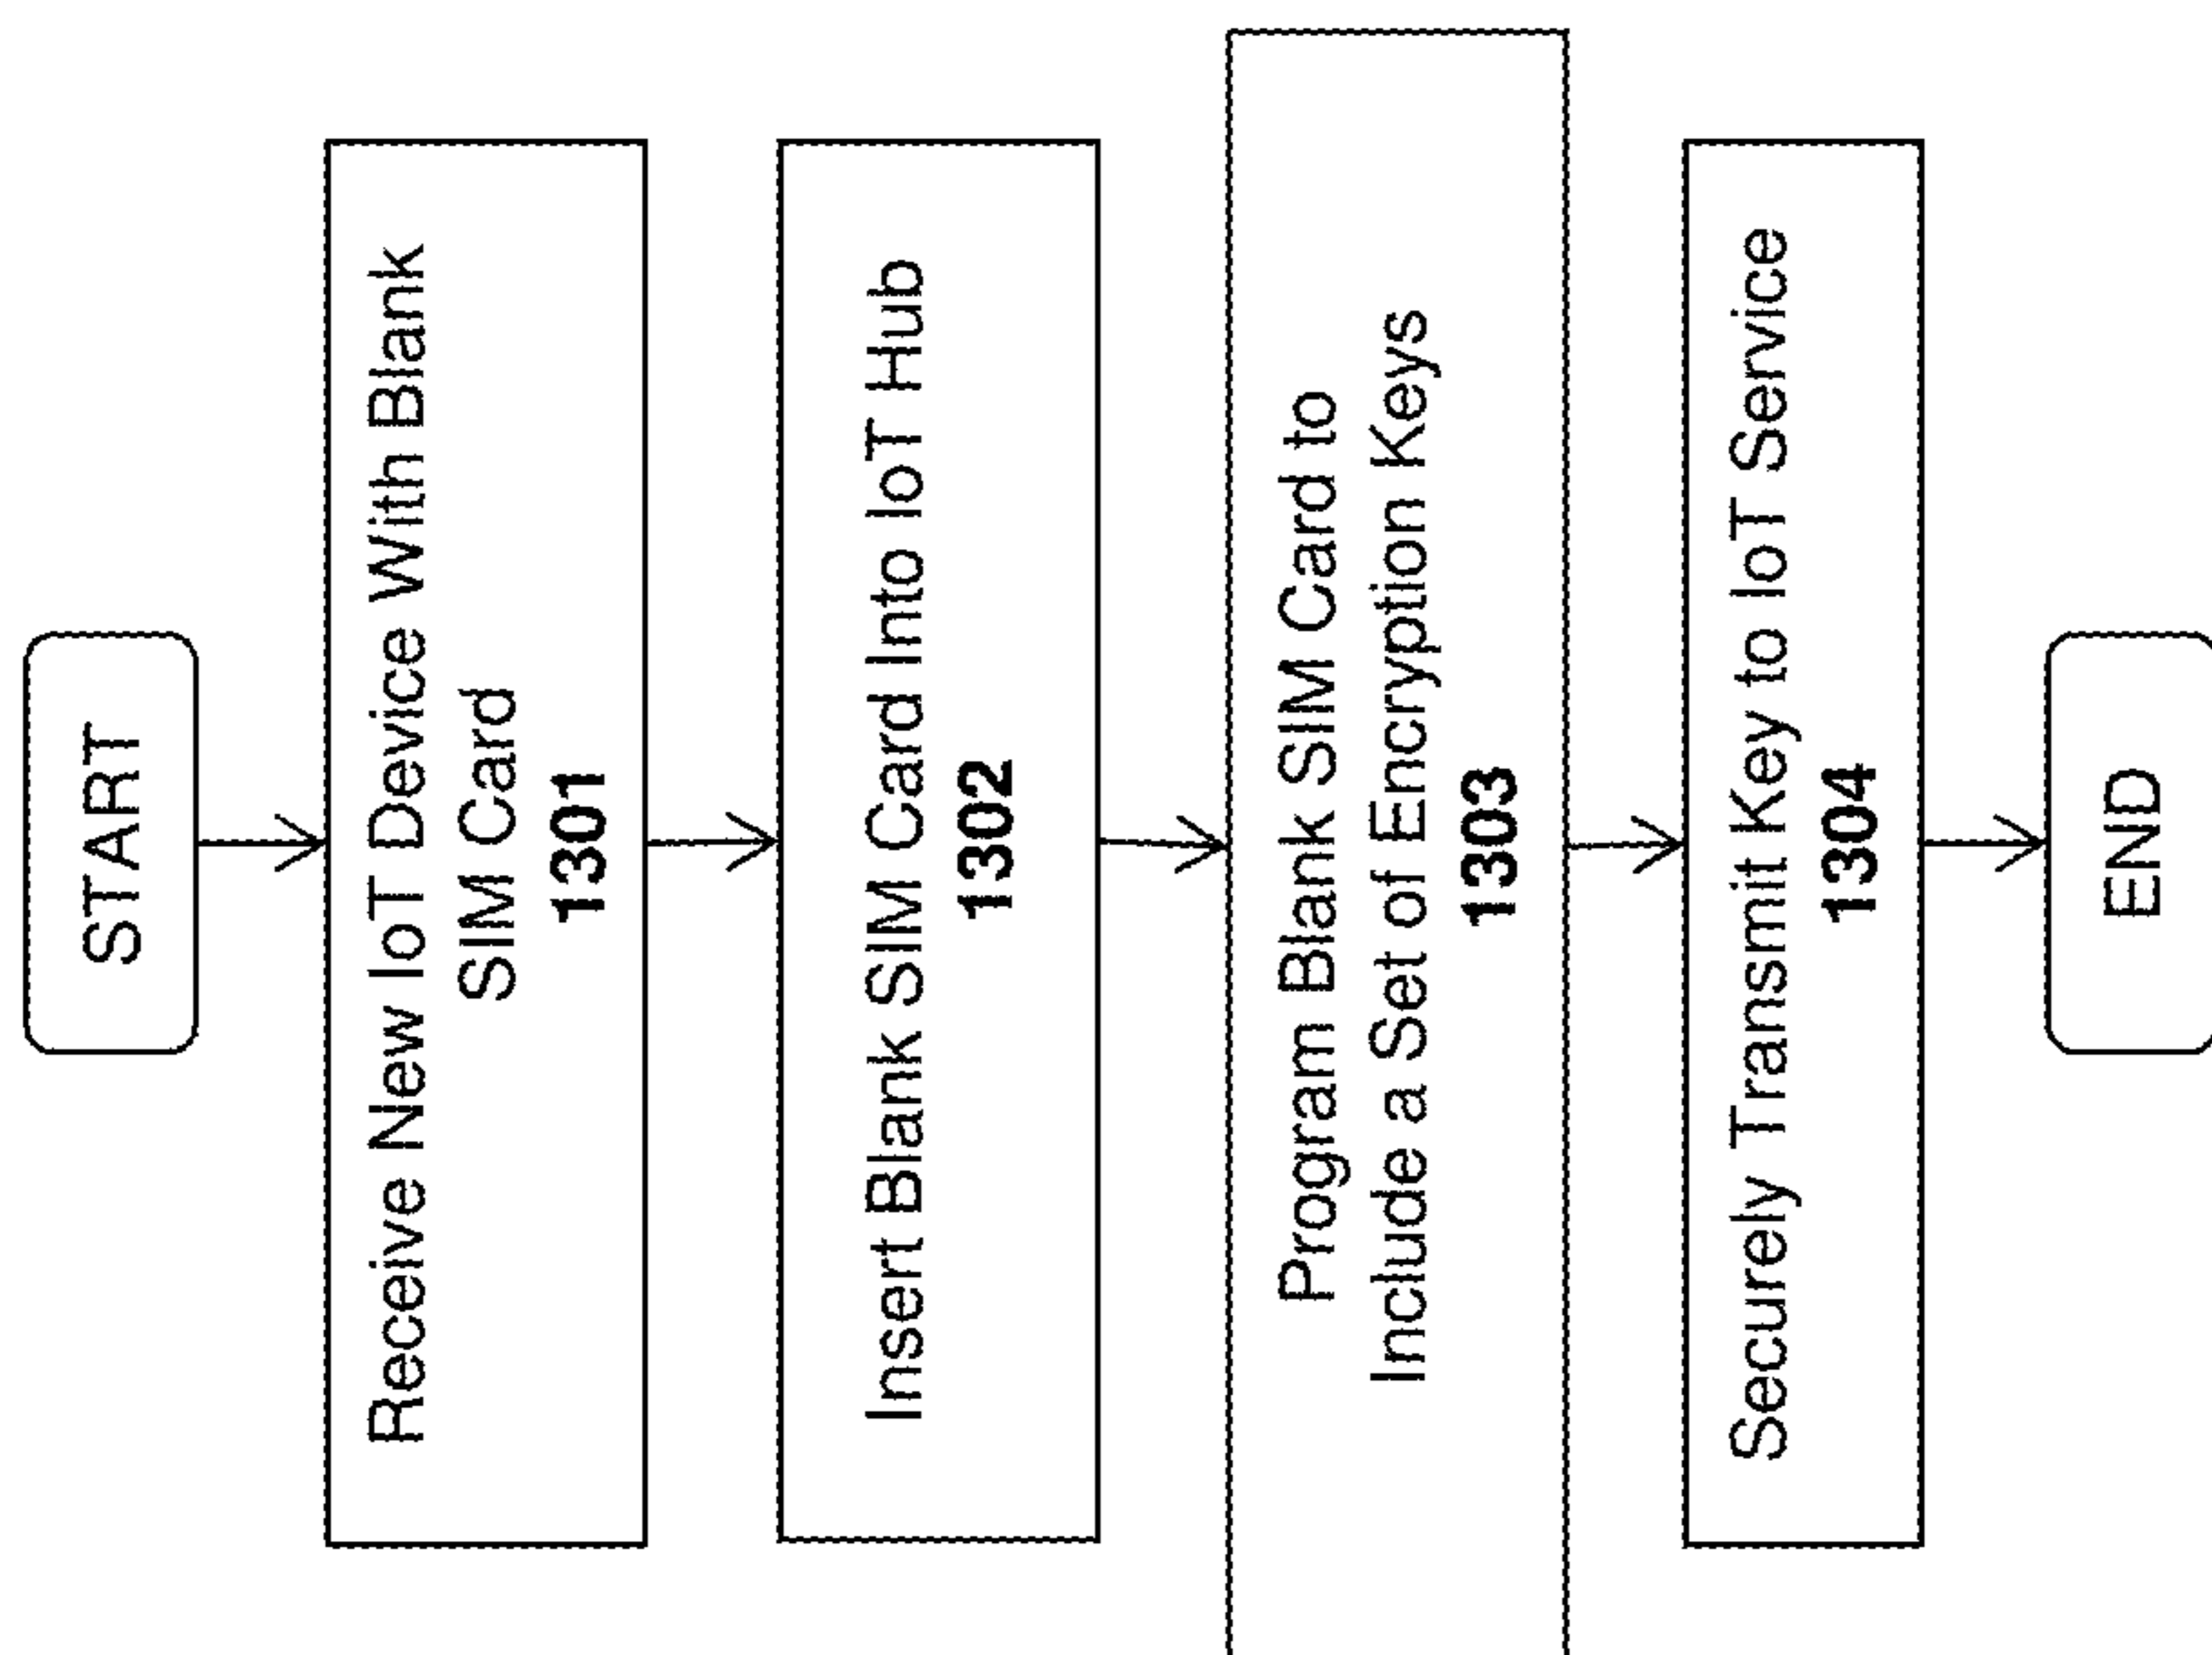 START
Receive New IoT Device With Blank
SIM Card
1301
Insert Blank SIM Card Into IoT Hub
1302
Program Blank SIM Card to
Include a Set of Encryption Keys
1303
Securely Transmit Key to IoT Service
1304
END